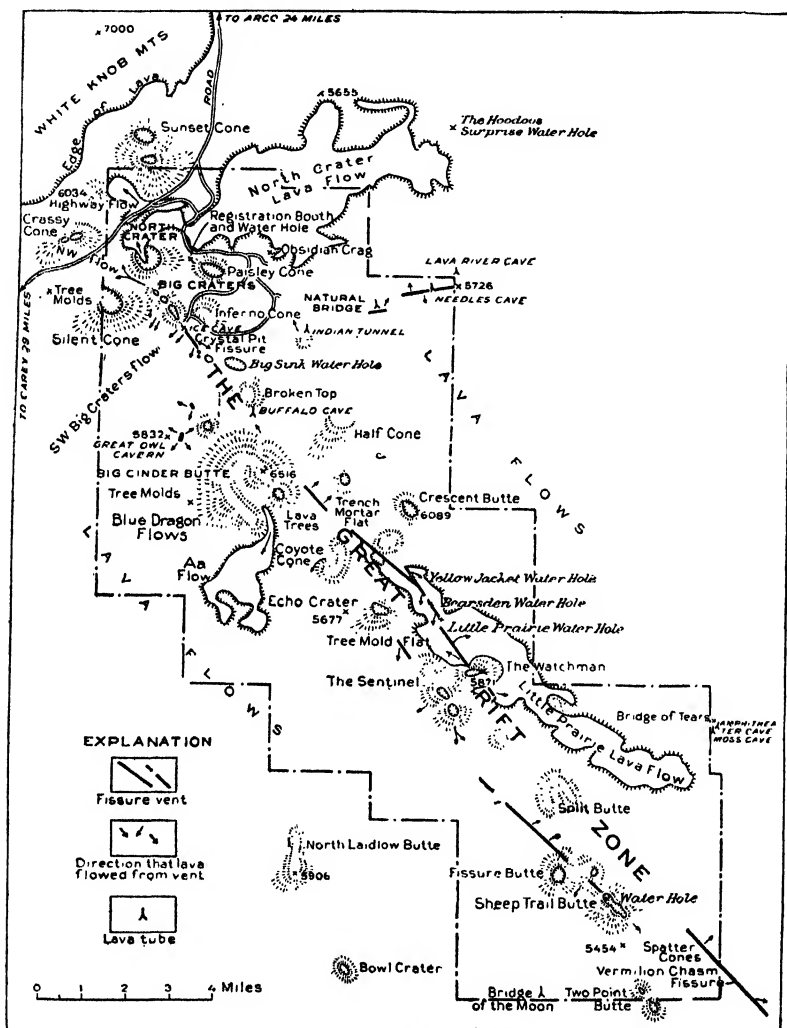 TO ARCO 24 MILES
7000
WHITE KNOB MTS
Edge of Lava
ROAD
Sunset Cone
5655
The Hoodoos
Surprise Water Hole
North Crater
Lava Flow
6034
Highway Flow
Registration Booth
and Water Hole
Grassy
Cone
NW
Flow
NORTH
CRATER
Obsidian Crag
Paisley Cone
BIG CRATERS
LAVA RIVER CAVE
5726
NEEDLES CAVE
NATURAL
BRIDGE
Tree
Molds
Inferno Cone
ICE CAVE
INDIAN TUNNEL
Crystal Pit
Fissure
Silent Cone
TO CAREY 29 MILES
Big Sink Water Hole
SW Big Craters flow
THE
Broken Top
BUFFALO CAVE
5832
GREAT OWL
CAVERN
Half Cone
LAVA FLOWS
BIG CINDER BUTTE
6516
Tree Molds
Lava
Trees
Trench
Mortar
Flat
Crescent Butte
6089
Blue Dragon
Flows
GREAT
Coyote
Cone
Aa
Flow
Yellow Jacket Water Hole
Bearsden Water Hole
Echo Crater
5677
Little Prairie Water Hole
LAVA FLOWS
Tree Mold Flat
The Watchman
5871
The Sentinel
RIFT
Bridge of Tears
AMPHITHEA
TER CAVE
MOSS CAVE
Little Prairie Lava Flow
EXPLANATION
Fissure vent
Split Butte
ZONE
Direction that lava
flowed from vent
North Laidlow Butte
5906
Fissure Butte
Water Hole
Sheep Trail Butte
Lava tube
5454
Spatter
Cones
Vermilion Chasm
Fissure
Bowl Crater
0 1 2 3 4 Miles
Bridge
of the Moon
Two Point
Butte